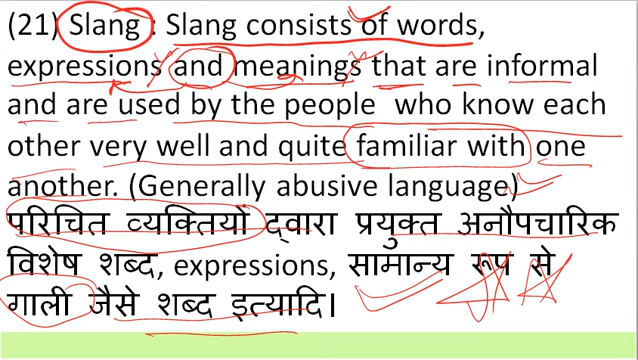 (21) Slang : Slang consists of words,
expressions and meanings that are informal
and are used by the people who know each
other very well and quite familiar with one
another. (Generally abusive language)
परिचित व्यक्तियों द्वारा प्रयुक्त अनौपचारिक
विशेष शब्द, expressions, सामान्य रूप से
गाली जैसे शब्द इत्यादि।